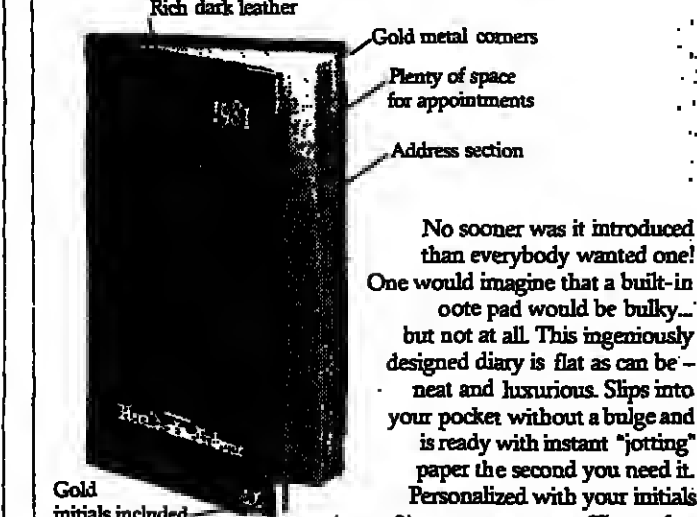 Rich dark leather
Gold metal corners
Plenty of space
for appointments
Address section
1981
No sooner was it introduced
than everybody wanted one!
One would imagine that a built-in
oote pad would be bulky...
but not at all. This ingeniously
designed diary is flat as can be –
neat and luxurious. Slips into
your pocket without a bulge and
is ready with instant "jotting"
paper the second you need it.
Personalized with your initials
Gold
initials included